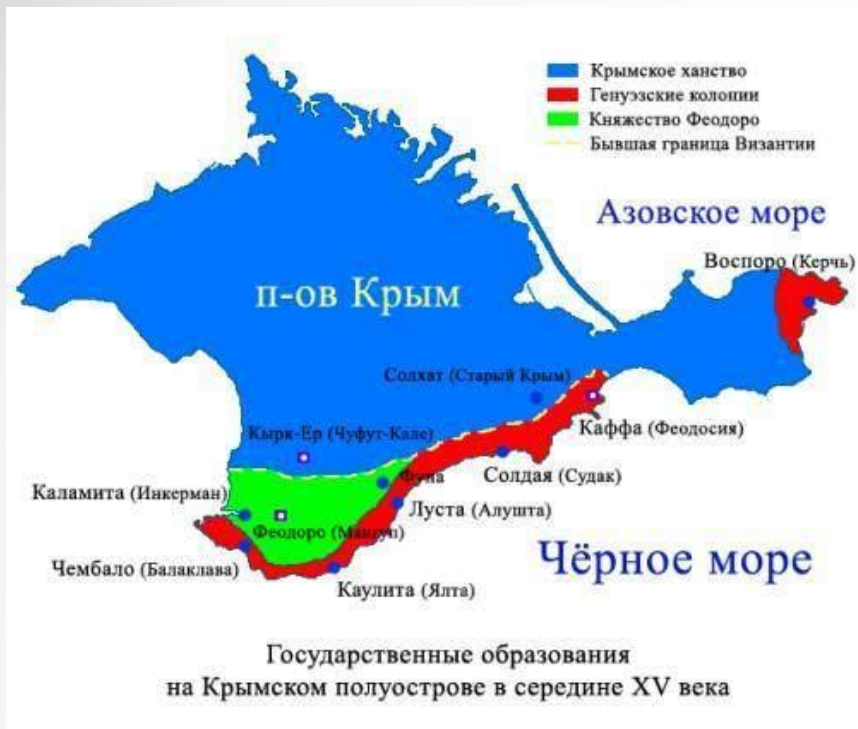 Крымское ханство
Генуэзские колонии
Княжество Феодоро
Бывшая граница Византии
Азовское море
Воспоро (Керчь)
п-ов Крым
Солхат (Старый Крым)
Каффа (Феодосия)
Кырк-Ер (Чуфут-Кале)
Солдая (Судак)
Фуна
Каламита (Инкерман)
Луста (Алушта)
Феодоро (Мангуп)
Чембало (Балаклава)
Чёрное море
Каулита (Ялта)
Государственные образования
на Крымском полуострове в середине XV века